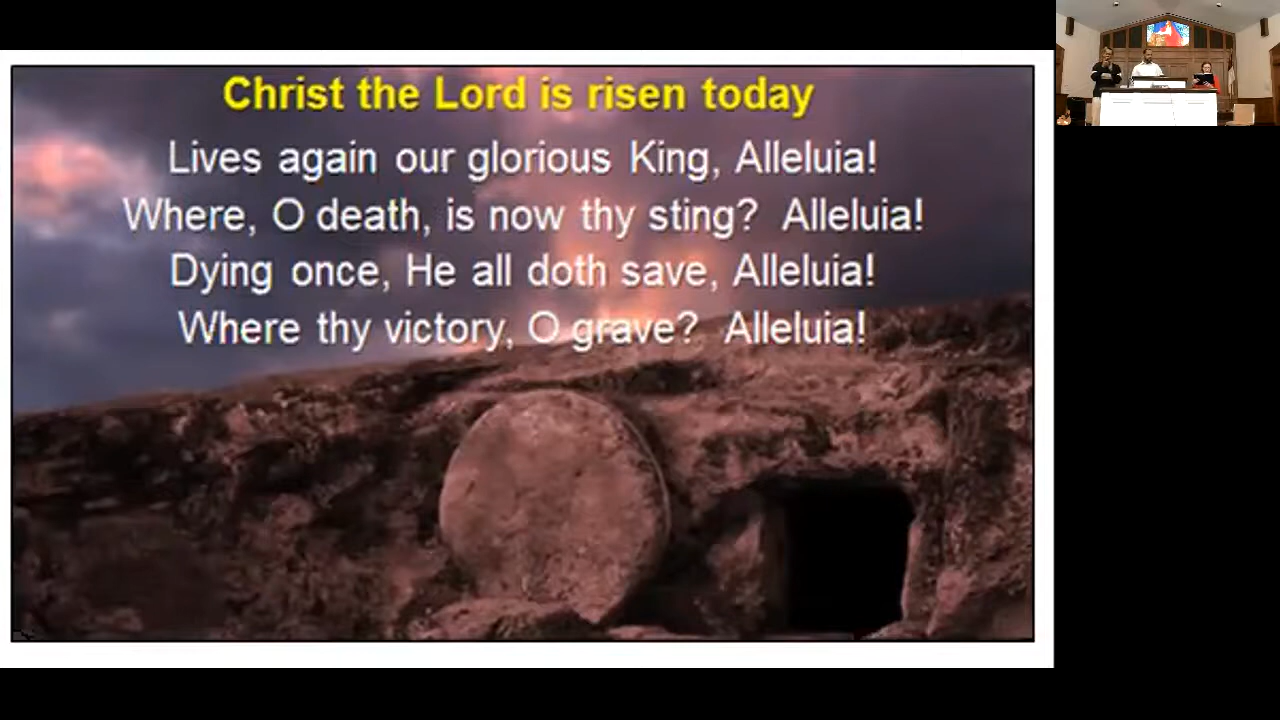 Christ the Lord is risen today
Lives again our glorious King, Alleluia!
Where, O death, is now thy sting? Alleluia!
Dying once, He all doth save, Alleluia!
Where thy victory, O grave? Alleluia!